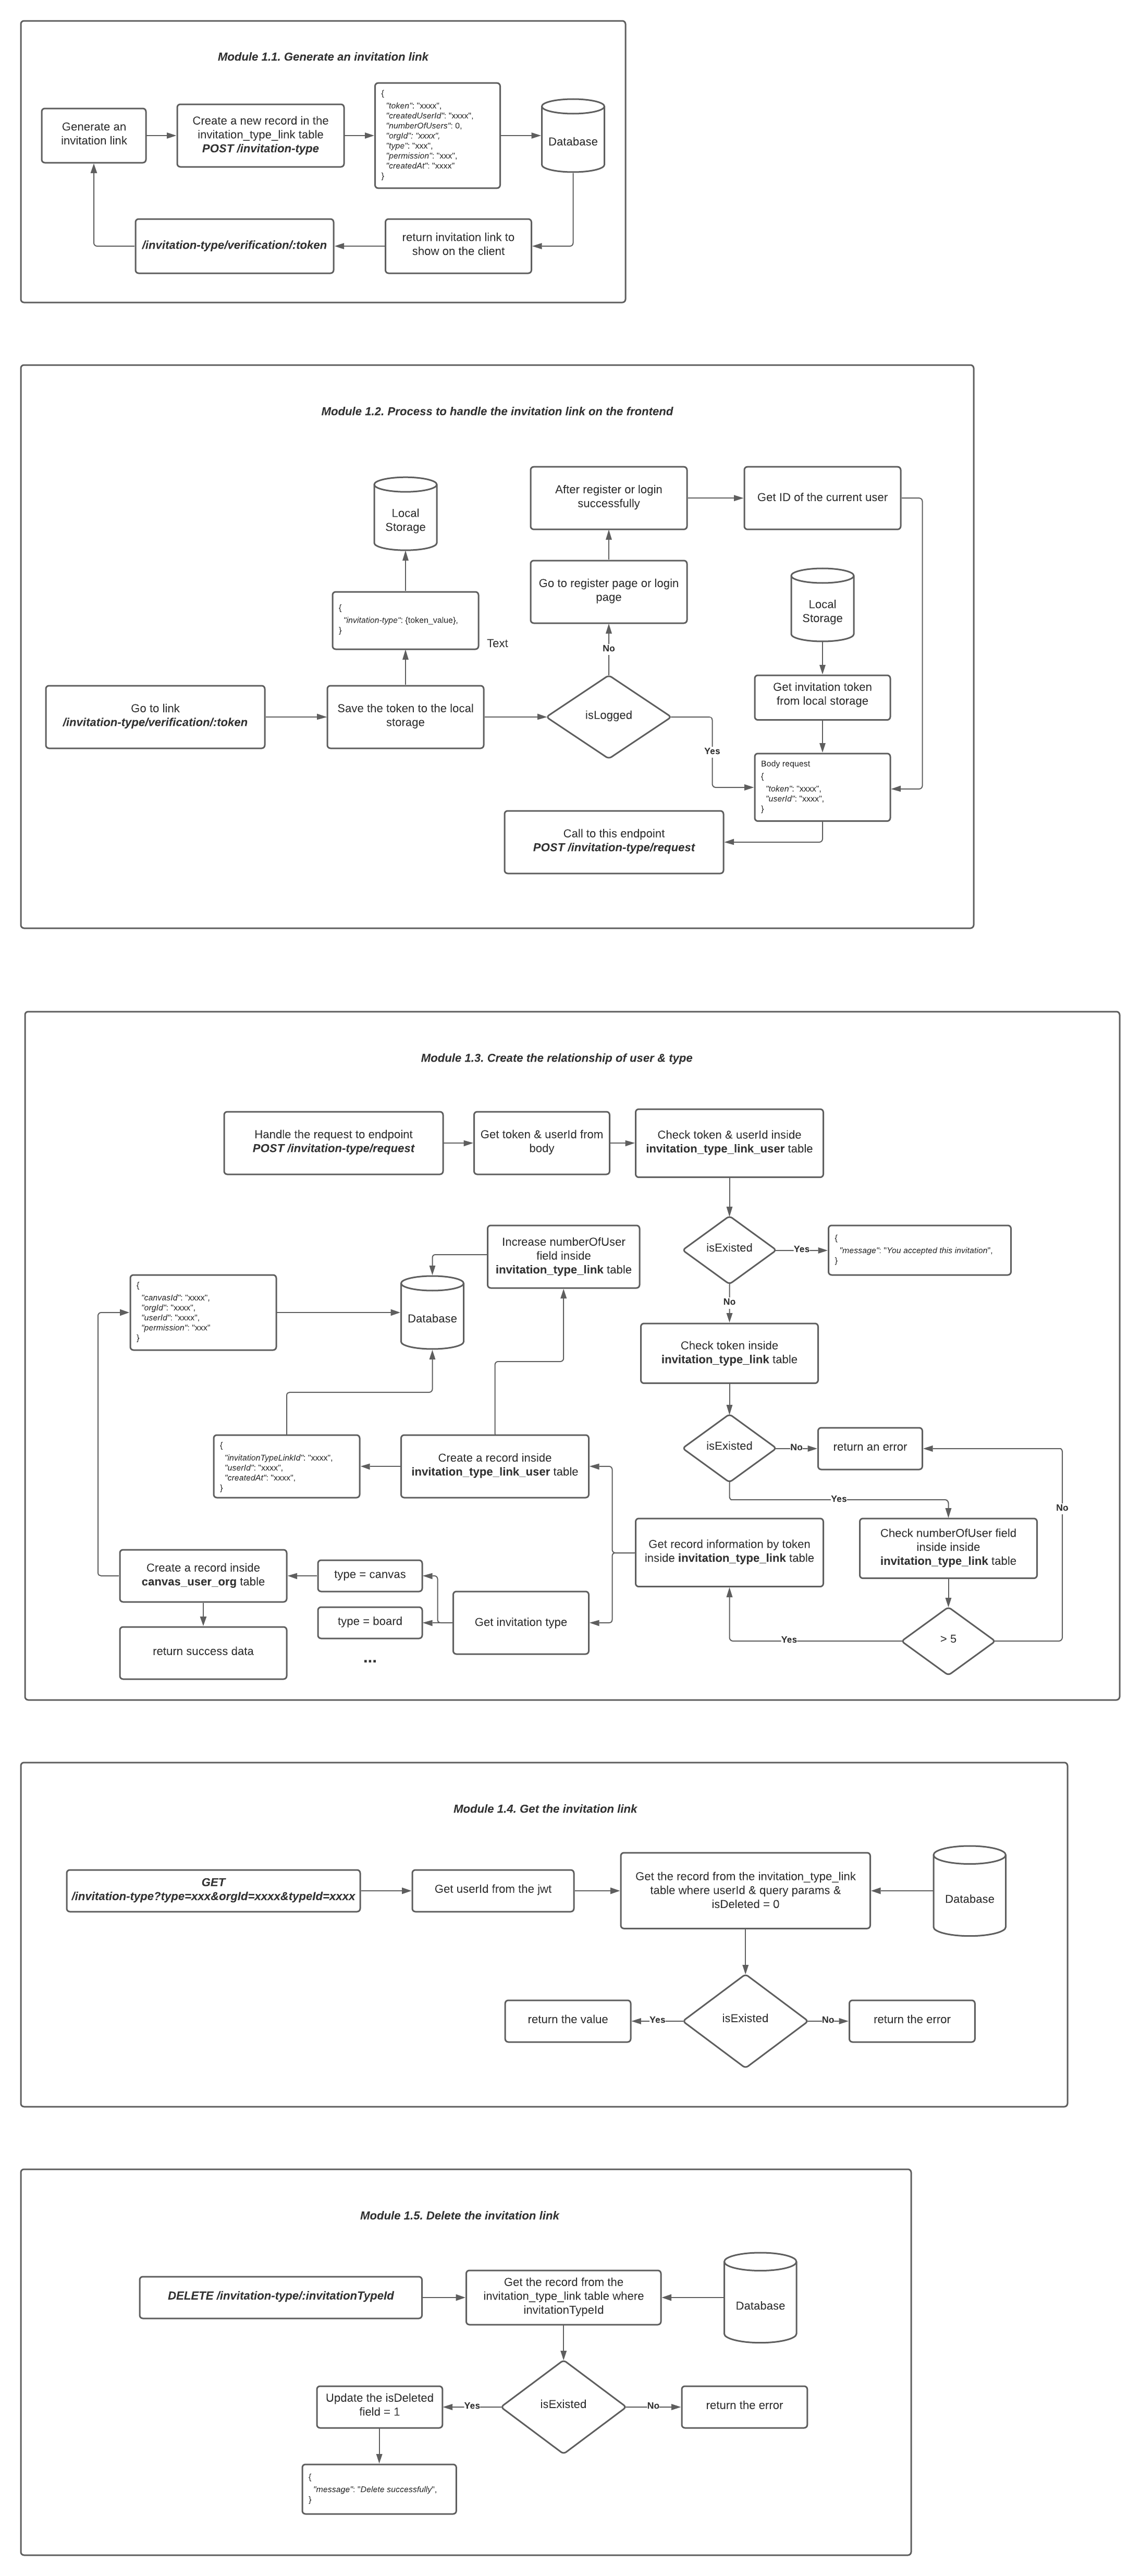 Module 1.1. Generate an invitation link
Generate an
invitation link
Create a new record in the
invitation_type_link table
POST /invitation-type
{
"token": "xxxx",
"createdUserId": "xxxx",
"numberOfUsers": 0,
"orgId": "xxxx",
"type": "xxx",
"permission": "xxx",
"createdAt": "xxxx"
}
Database
/invitation-type/verification/:token
return invitation link to
show on the client
Module 1.2. Process to handle the invitation link on the frontend
Local
Storage
After register or login
successfully
Get ID of the current user
Go to register page or login
page
Local
Storage
{
"invitation-type": {token_value},
}
Text
No
Go to link
/invitation-type/verification/:token
Save the token to the local
storage
isLogged
Get invitation token
from local storage
Yes
Body request
{
"token": "xxxx",
"userId": "xxxx",
}
Call to this endpoint
POST /invitation-type/request
Module 1.3. Create the relationship of user & type
Handle the request to endpoint
POST /invitation-type/request
Get token & userId from
body
Check token & userId inside
invitation_type_link_user table
Increase numberOfUser
field inside
invitation_type_link table
isExisted
Yes
{
"message": "You accepted this invitation",
}
{
"canvasId": "xxxx",
"orgId": "xxxx",
"userId": "xxxx",
"permission": "xxx"
}
Database
No
Check token inside
invitation_type_link table
{
"invitationTypeLinkId": "xxxx",
"userId": "xxxx",
"createdAt": "xxxx",
}
Create a record inside
invitation_type_link_user table
isExisted
No
return an error
Yes
No
Get record information by token
inside invitation_type_link table
Check numberOfUser field
inside inside
invitation_type_link table
Create a record inside
canvas_user_org table
type = canvas
type = board
...
Get invitation type
Yes
> 5
return success data
Module 1.4. Get the invitation link
GET
/invitation-type?type=xxx&orgId=xxxx&typeId=xxxx
Get userId from the jwt
Get the record from the invitation_type_link
table where userId & query params &
isDeleted = 0
Database
return the value
Yes
isExisted
No
return the error
Module 1.5. Delete the invitation link
DELETE /invitation-type/:invitationTypeId
Get the record from the
invitation_type_link table where
invitationTypeId
Database
Update the isDeleted
field = 1
Yes
isExisted
No
return the error
{
"message": "Delete successfully",
}